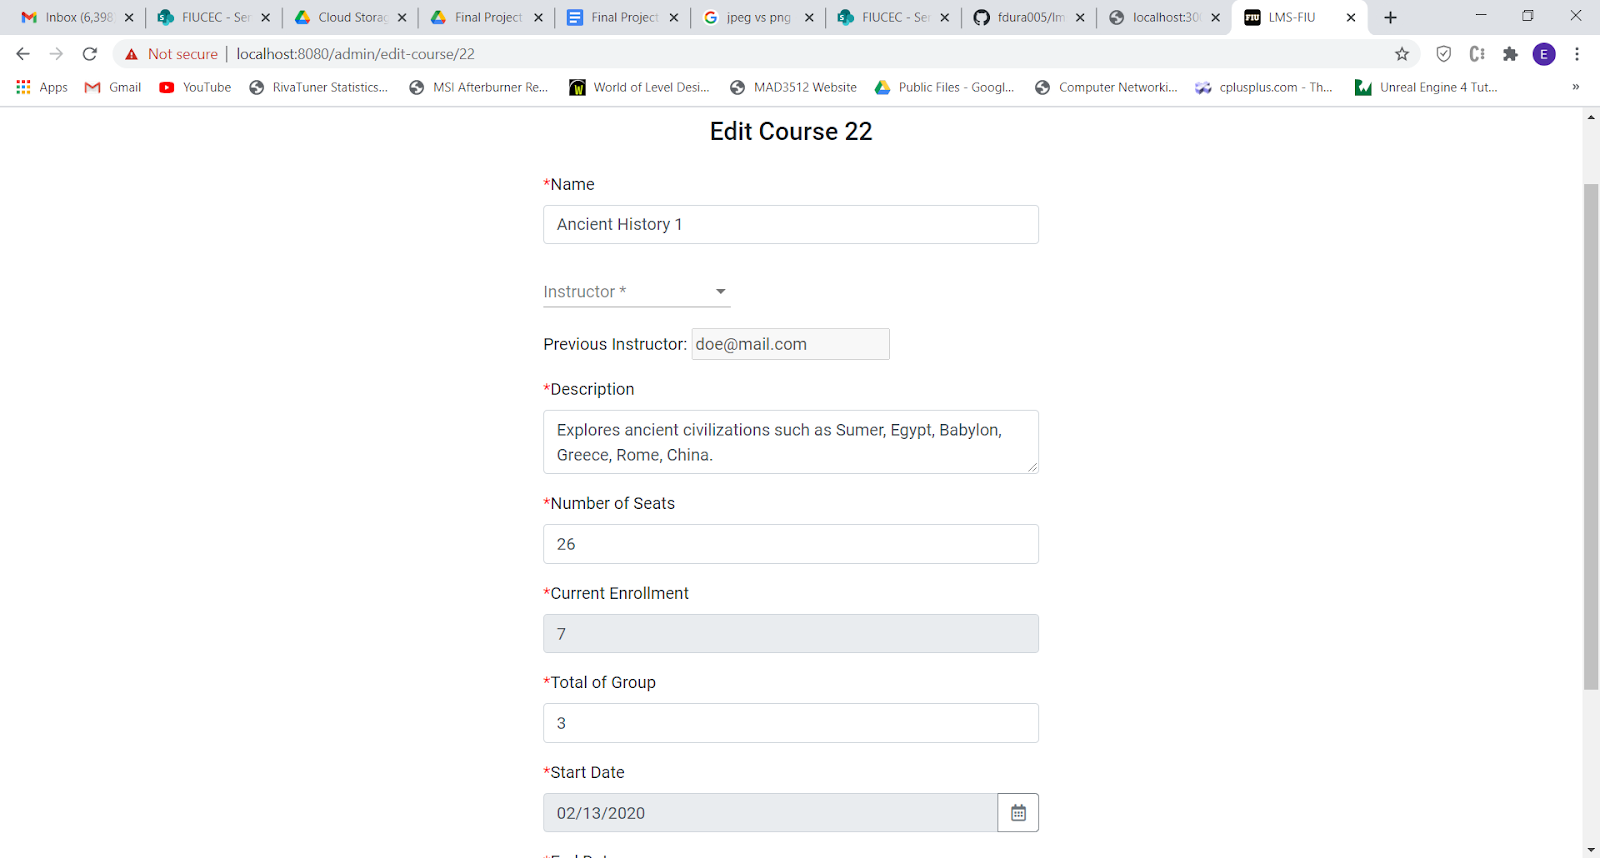 Inbox (6,398
FIUCEC - Ser
Cloud Storag
Final Project
Final Project
jpeg vs png
FIUCEC - Ser
fdura005/lm
localhost:300
LMS-FIU
Not secure | localhost:8080/admin/edit-course/22
E
Apps
Gmail
YouTube
RivaTuner Statistics...
MSI Afterburner Re...
World of Level Desi...
MAD3512 Website
Public Files - Googl...
Computer Networki...
cplusplus.com - Th...
Unreal Engine 4 Tut...
»
Edit Course 22
*Name
Ancient History 1
Instructor *
Previous Instructor: doe@mail.com
*Description
Explores ancient civilizations such as Sumer, Egypt, Babylon,
Greece, Rome, China.
*Number of Seats
26
*Current Enrollment
7
*Total of Group
3
*Start Date
02/13/2020